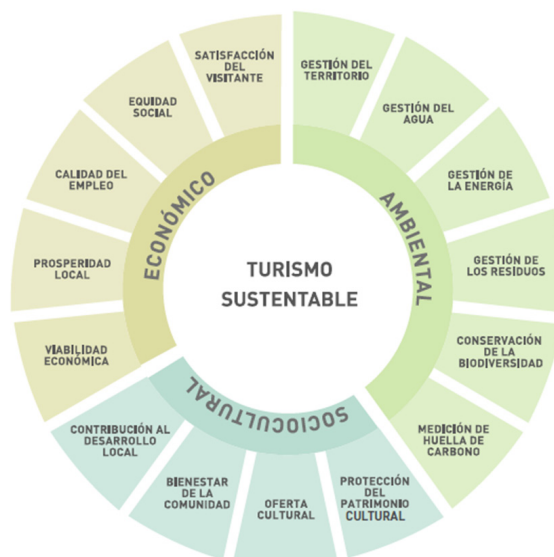 SATISFACCIÓN
DEL
VISITANTE
GESTIÓN DEL
TERRITORIO
EQUIDAD
SOCIAL
GESTIÓN DEL
AGUA
CALIDAD DEL
EMPLEO
GESTIÓN DE
LA ENERGÍA
PROSPERIDAD
LOCAL
GESTIÓN DE
LOS RESIDUOS
VIABILIDAD
ECONÓMICA
CONSERVACIÓN
DE LA
BIODIVERSIDAD
CONTRIBUCIÓN AL
DESARROLLO
LOCAL
MEDICIÓN DE
HUELLA DE
CARBONO
BIENESTAR
DE LA
COMUNIDAD
OFERTA
CULTURAL
PROTECCIÓN
DEL
PATRIMONIO
CULTURAL
ECONÓMICO
AMBIENTAL
SOCIOCULTURAL
TURISMO
SUSTENTABLE